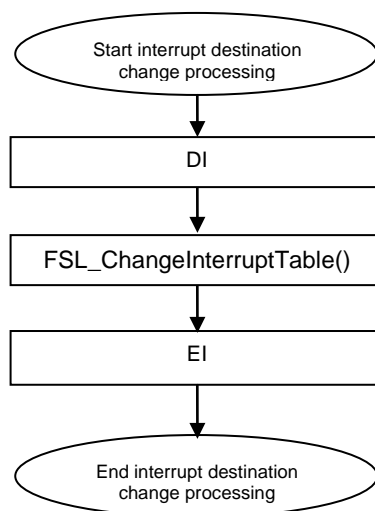 Start interrupt destination
change processing
DI
FSL_ChangeInterruptTable()
EI
End interrupt destination
change processing